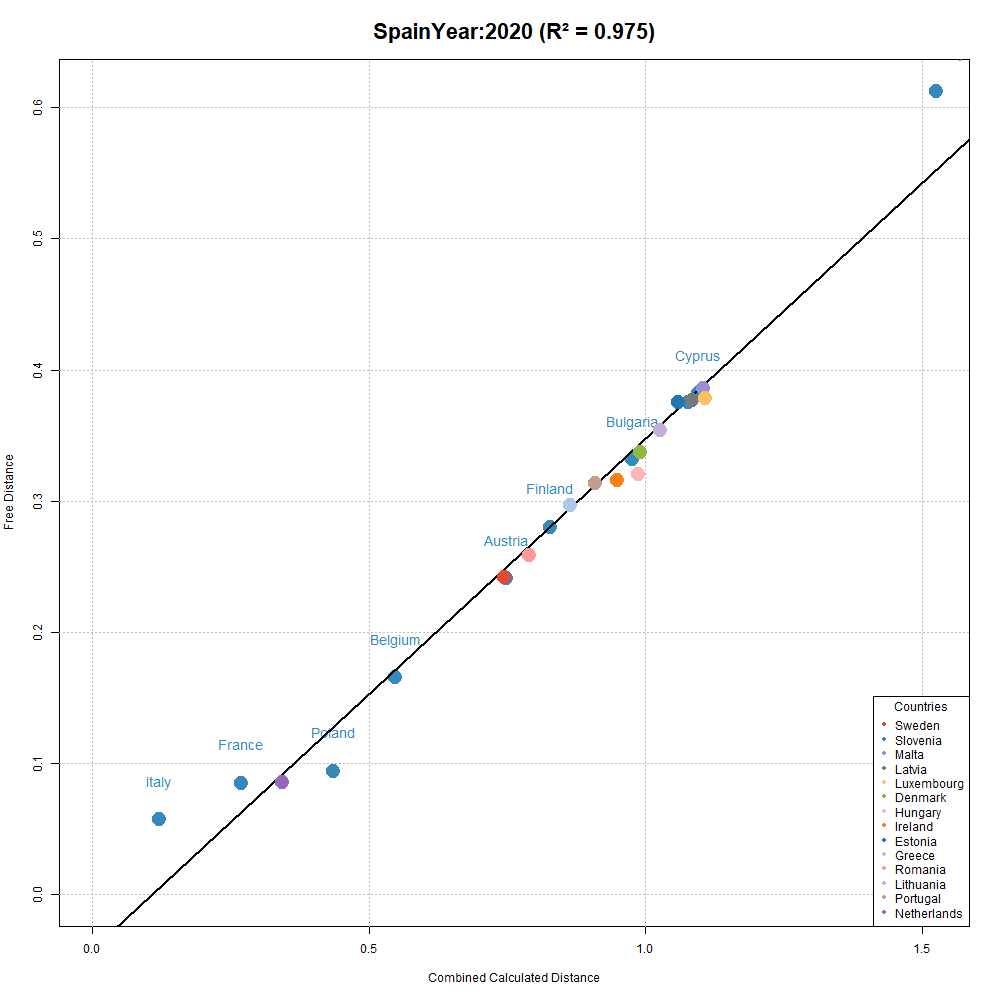 SpainYear:2020 (R² = 0.975)
0.6
0.5
0.4
0.3
0.2
0.1
0.0
Free Distance
Cyprus
Bulgaria
Finland
Austria
Belgium
Poland
France
Italy
Countries
Sweden
Slovenia
Malta
Latvia
Luxembourg
Denmark
Hungary
Ireland
Estonia
Greece
Romania
Lithuania
Portugal
Netherlands
0.0 0.5 1.0 1.5
Combined Calculated Distance